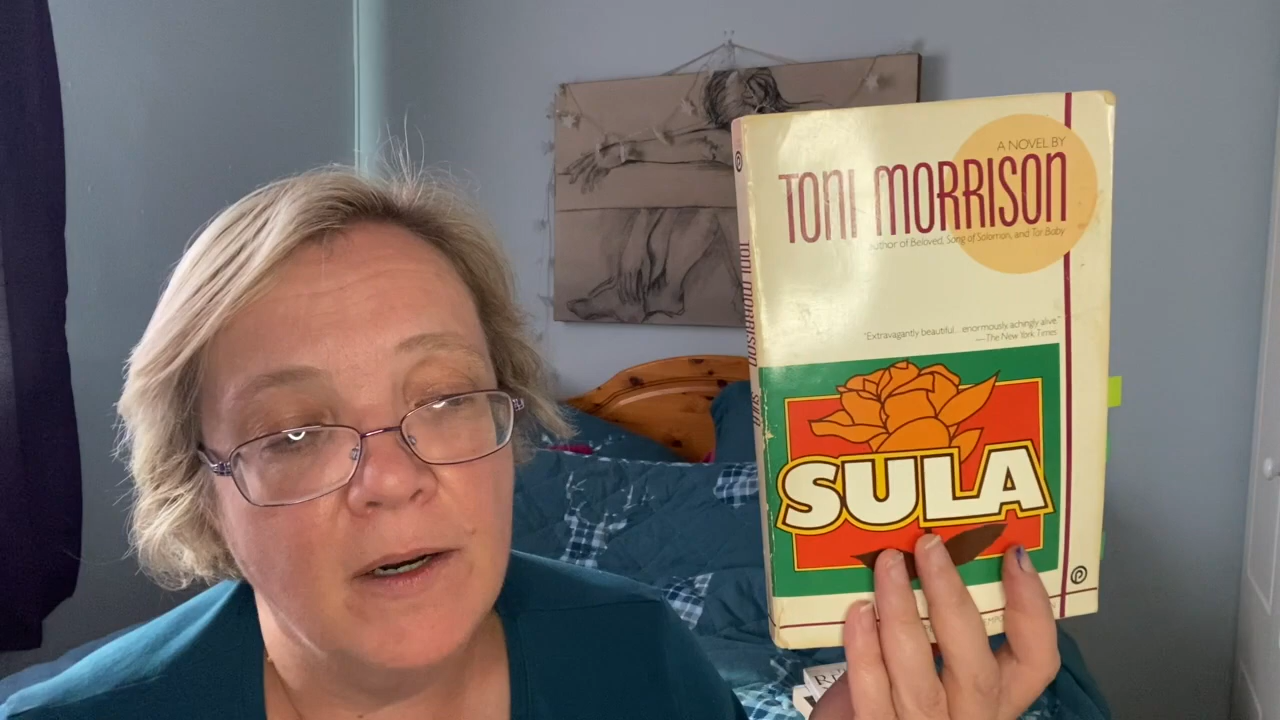 A NOVEL BY
TONI MORRISON
author of Beloved, Song of Solomon, and Tar Baby
"Extravagantly beautiful... enormously, achingly alive."
—The New York Times
SULA
TONI MORRISON
SULA